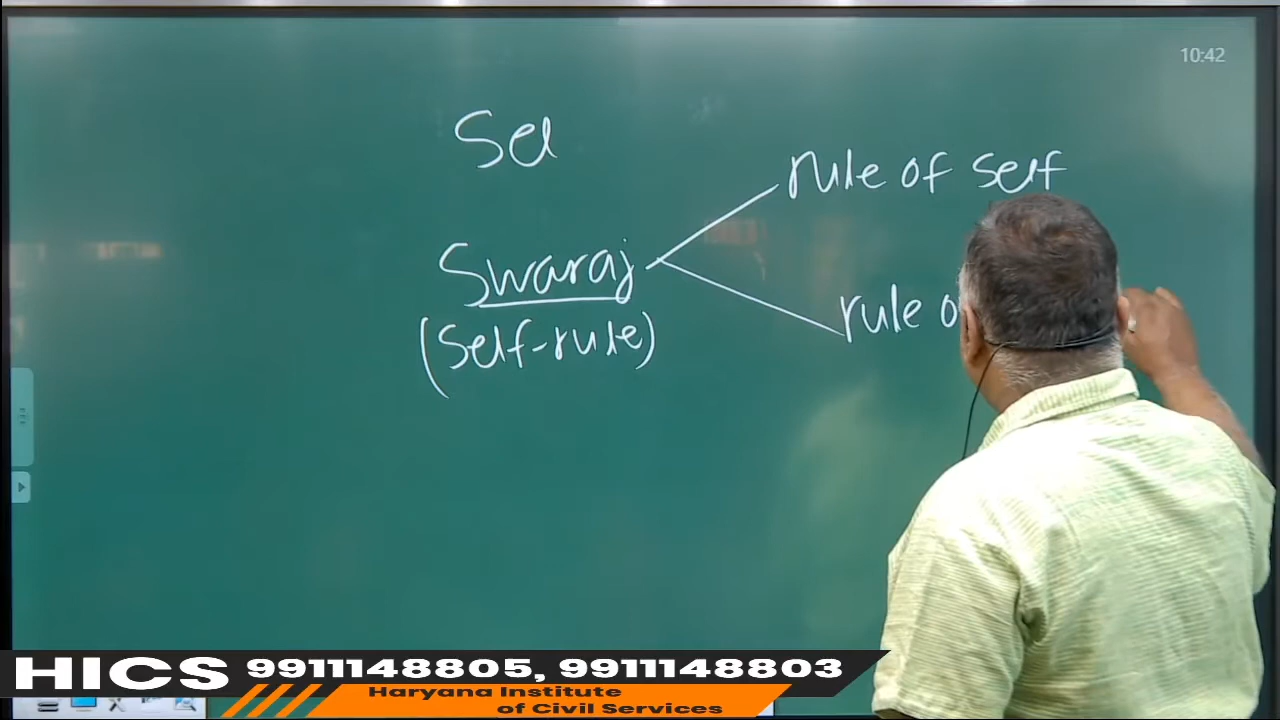 10:42
Sel
rule of self
Swaraj
(Self-rule)
rule o
HICS 9911148805, 9911148803
Haryana Institute
of Civil Services